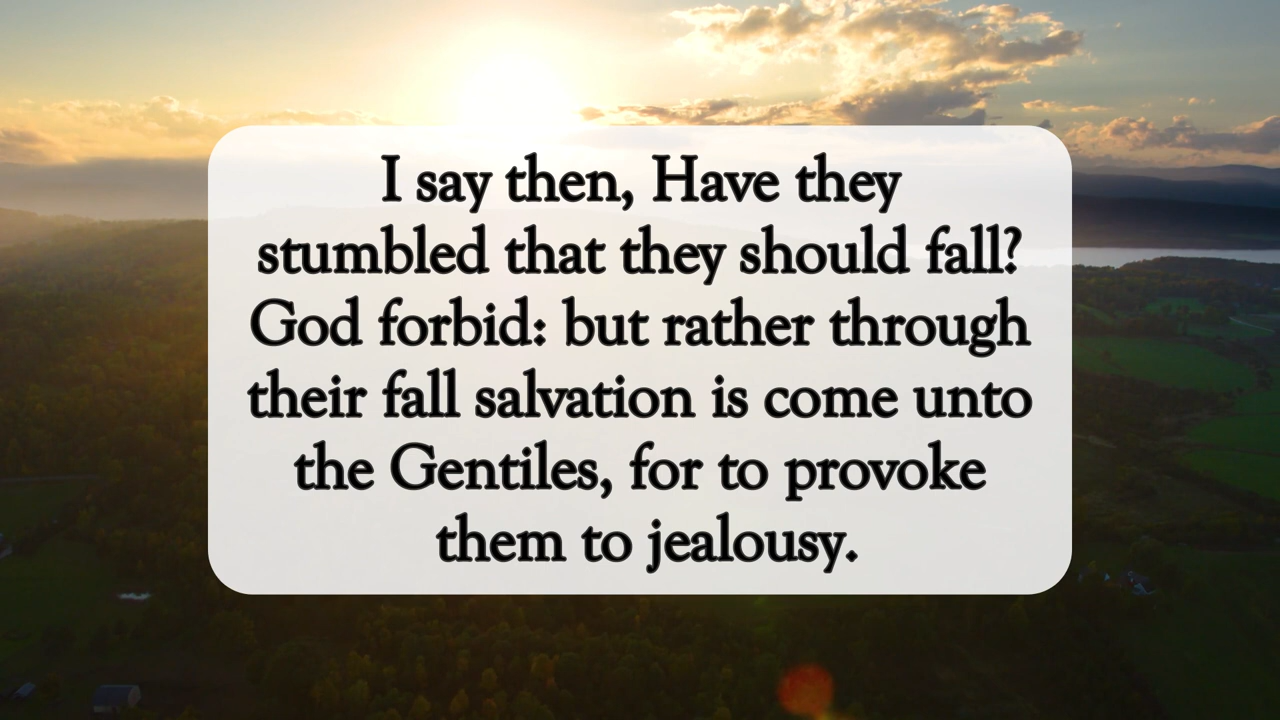 I say then, Have they
stumbled that they should fall?
God forbid: but rather through
their fall salvation is come unto
the Gentiles, for to provoke
them to jealousy.